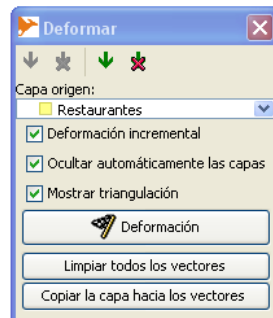 Deformar
Capa origen:
Restaurantes
Deformación incremental
Ocultar automáticamente las capas
Mostrar triangulación
Deformación
Limpiar todos los vectores
Copiar la capa hacia los vectores